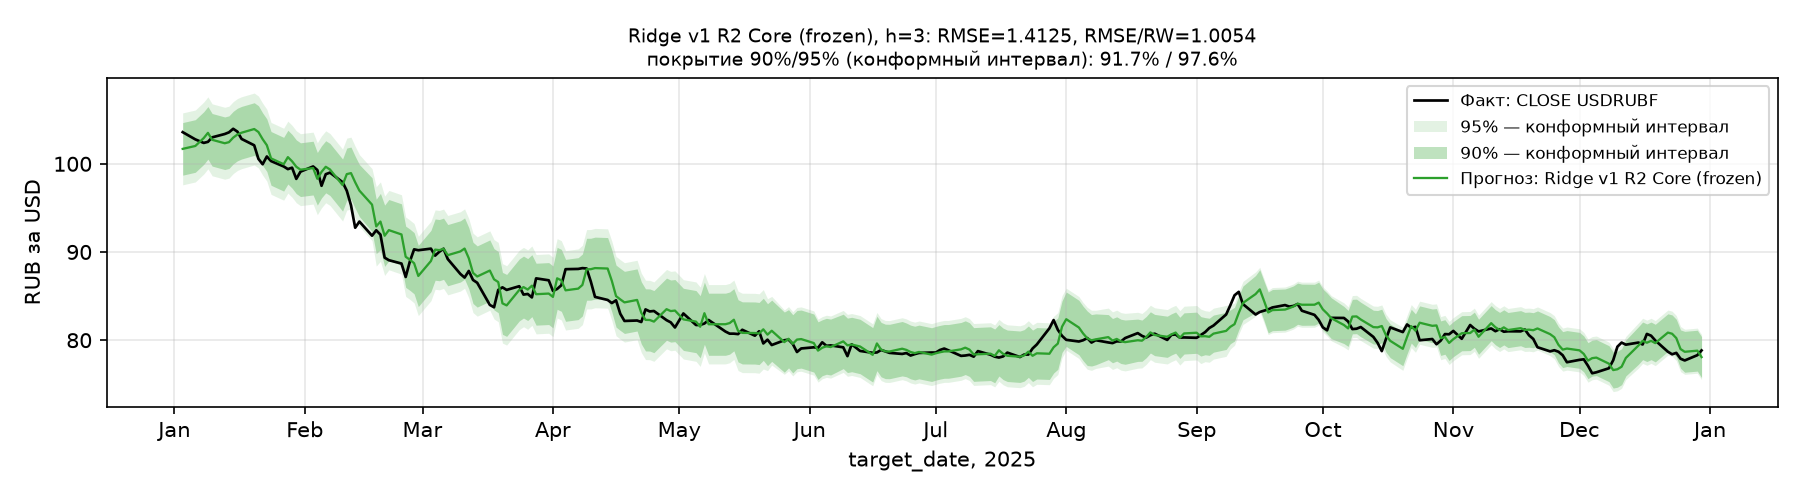 Ridge v1 R2 Core (frozen), h=3: RMSE=1.4125, RMSE/RW=1.0054
покрытие 90%/95% (конформный интервал): 91.7% / 97.6%
Факт: CLOSE USDRUBF
95% — конформный интервал
90% — конформный интервал
Прогноз: Ridge v1 R2 Core (frozen)
RUB за USD
100
90
80
Jan Feb Mar Apr May Jun Jul Aug Sep Oct Nov Dec Jan
target_date, 2025